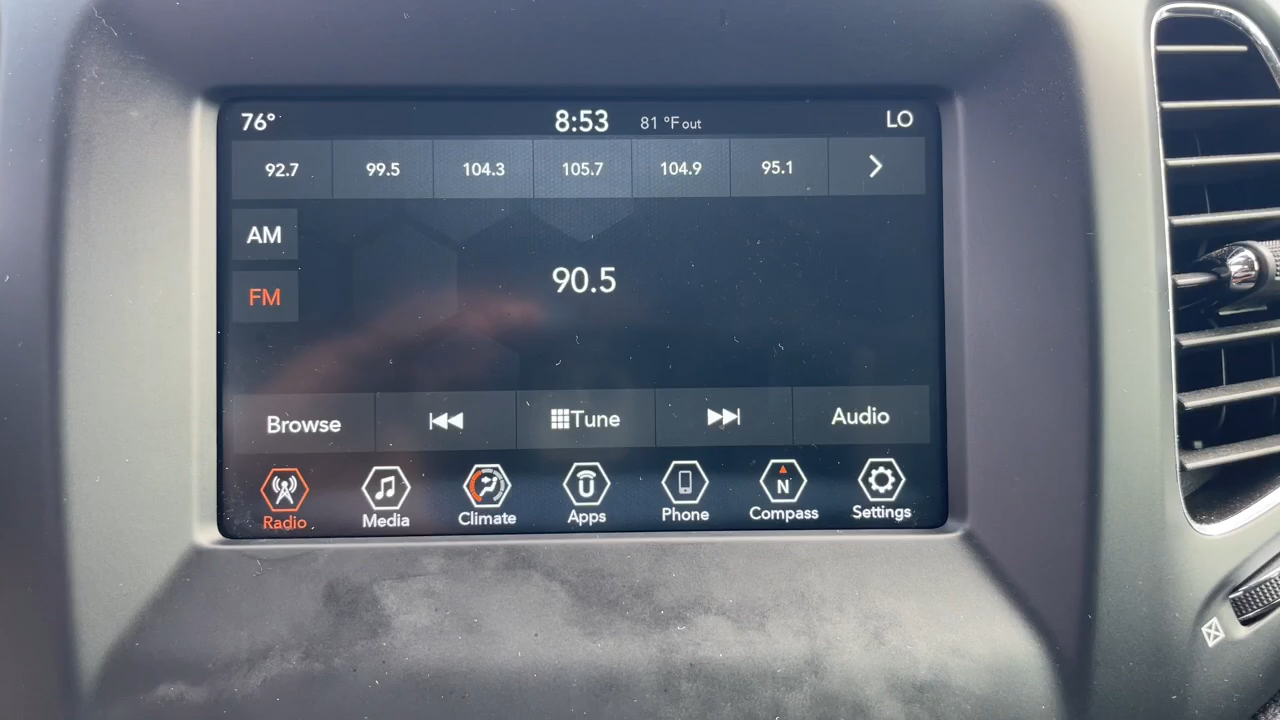 76° 8:53 81 °F out LO
92.7 99.5 104.3 105.7 104.9 95.1
AM
90.5
FM
Browse Tune Audio
N
Radio Media Climate Apps Phone Compass Settings